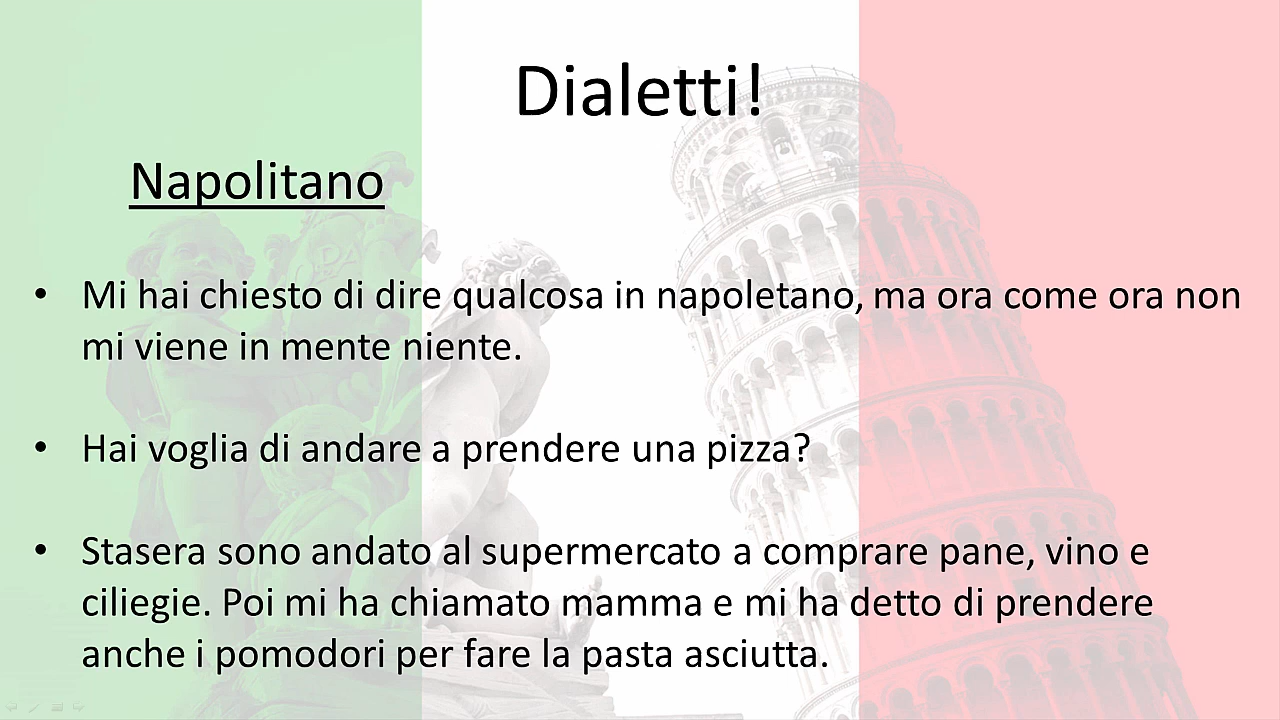 Dialetti!
Napolitano
• Mi hai chiesto di dire qualcosa in napoletano, ma ora come ora non
mi viene in mente niente.
• Hai voglia di andare a prendere una pizza?
• Stasera sono andato al supermercato a comprare pane, vino e
ciliegie. Poi mi ha chiamato mamma e mi ha detto di prendere
anche i pomodori per fare la pasta asciutta.